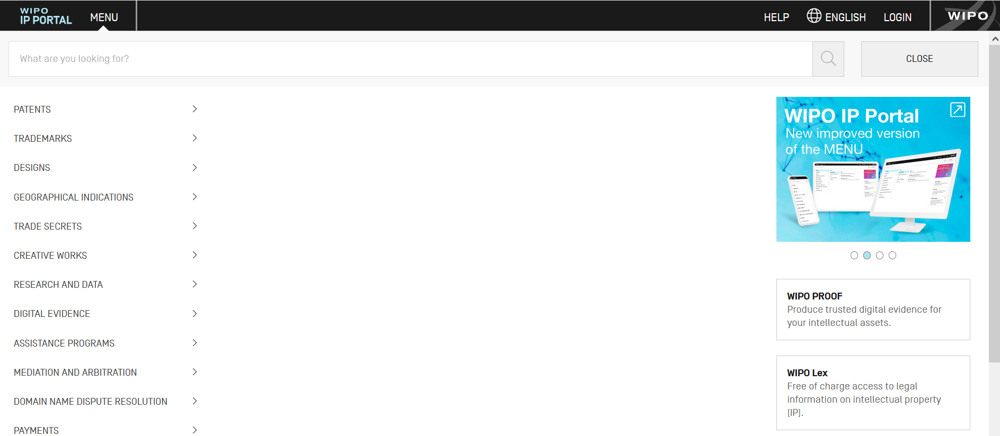 WIPO
IP PORTAL
MENU
HELP
ENGLISH
LOGIN
WIPO
What are you looking for?
CLOSE
PATENTS
TRADEMARKS
DESIGNS
GEOGRAPHICAL INDICATIONS
TRADE SECRETS
CREATIVE WORKS
RESEARCH AND DATA
DIGITAL EVIDENCE
ASSISTANCE PROGRAMS
MEDIATION AND ARBITRATION
DOMAIN NAME DISPUTE RESOLUTION
PAYMENTS
WIPO IP Portal
New improved version
of the MENU
WIPO PROOF
Produce trusted digital evidence for
your intellectual assets.
WIPO Lex
Free of charge access to legal
information on intellectual property
(IP).